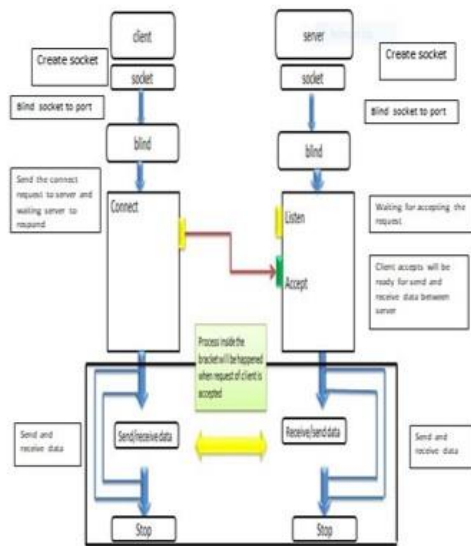 client
server
Create socket
Create socket
socket
socket
Blind socket to port
Blind socket to port
blind
blind
Send the connect
request to server and
waiting server to
respond
Connect
Listen
Accept
Waiting for accepting the
request
Client accepts will be
ready for send and
receive data between
server
Process inside the
bracket will be happened
when request of client is
accepted
Send and
receive data
Send/receive data
Receive/send data
Send and
receive data
Stop
Stop